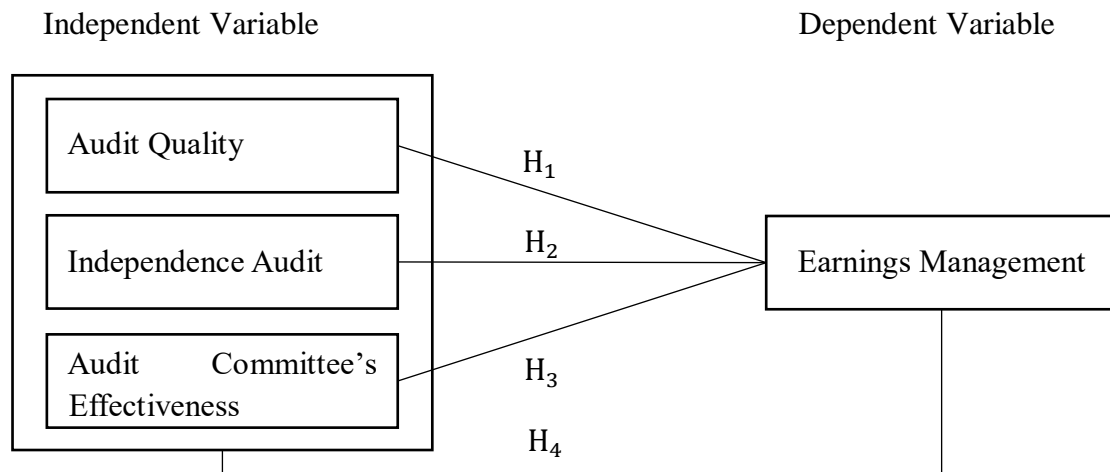 Independent Variable
Dependent Variable
Audit Quality
H₁
Independence Audit
H₂
Earnings Management
Audit Committee’s
Effectiveness
H₃
H₄